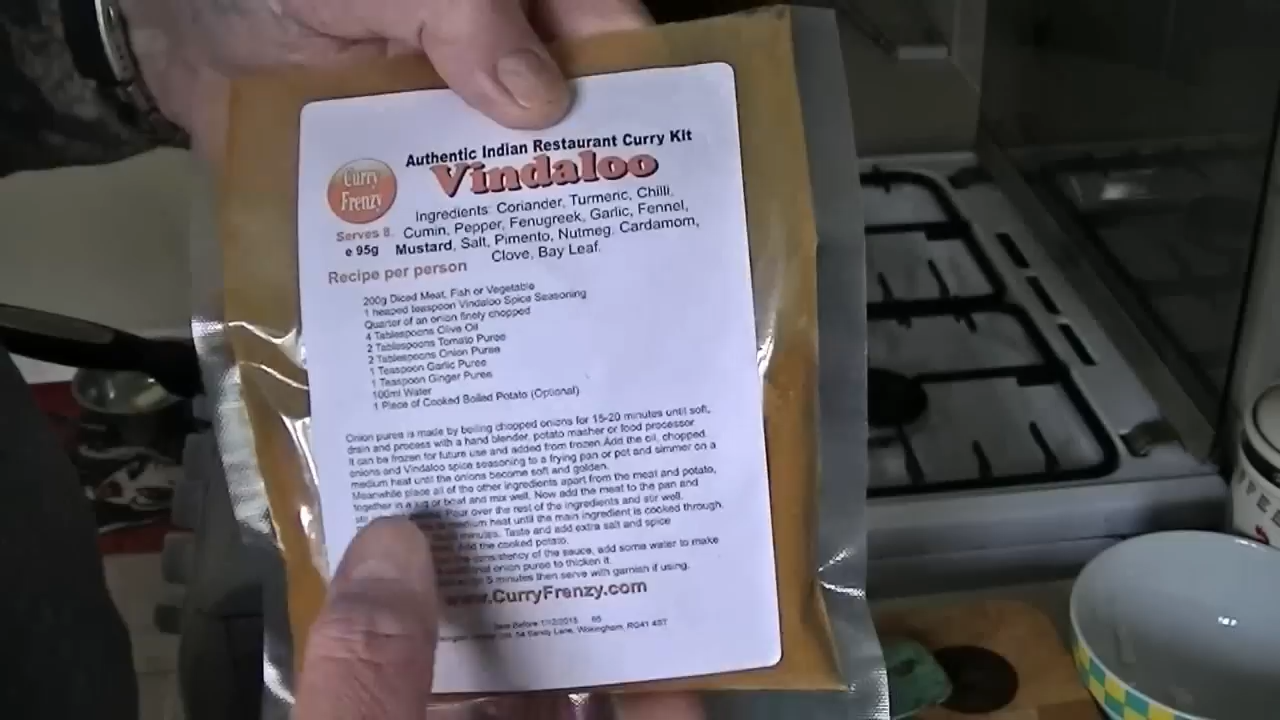 Authentic Indian Restaurant Curry Kit
Vindaloo
Curry
Frenzy
Serves 8.
e 95g
Ingredients: Coriander, Turmeric, Chilli,
Cumin, Pepper, Fenugreek, Garlic, Fennel,
Mustard, Salt, Pimento, Nutmeg, Cardamom,
Clove, Bay Leaf.
Recipe per person
200g Diced Meat, Fish or Vegetable
1 heaped teaspoon Vindaloo Spice Seasoning
Quarter of an onion finely chopped
4 Tablespoons Olive Oil
2 Tablespoons Tomato Puree
2 Tablespoons Onion Puree
1 Teaspoon Garlic Puree
1 Teaspoon Ginger Puree
100ml Water
1 Piece of Cooked Boiled Potato (Optional)
Onion puree is made by boiling chopped onions for 15-20 minutes until soft,
drain and process with a hand blender, potato masher or food processor
It can be frozen for future use and added from frozen.Add the oil, chopped
onions and Vindaloo spice seasoning to a frying pan or pot and simmer on a
medium heat until the onions become soft and golden.
Meanwhile place all of the other ingredients apart from the meat and potato,
together in a jug or bowl and mix well. Now add the meat to the pan and
Pour over the rest of the ingredients and stir well.
medium heat until the main ingredient is cooked through,
minutes. Taste and add extra salt and spice
Add the cooked potato.
consistency of the sauce, add some water to make
onion puree to thicken it.
5 minutes then serve with garnish if using.
www.CurryFrenzy.com
Before 1/12/2015
54 Sandy Lane, Wokingham, RG41 4ST